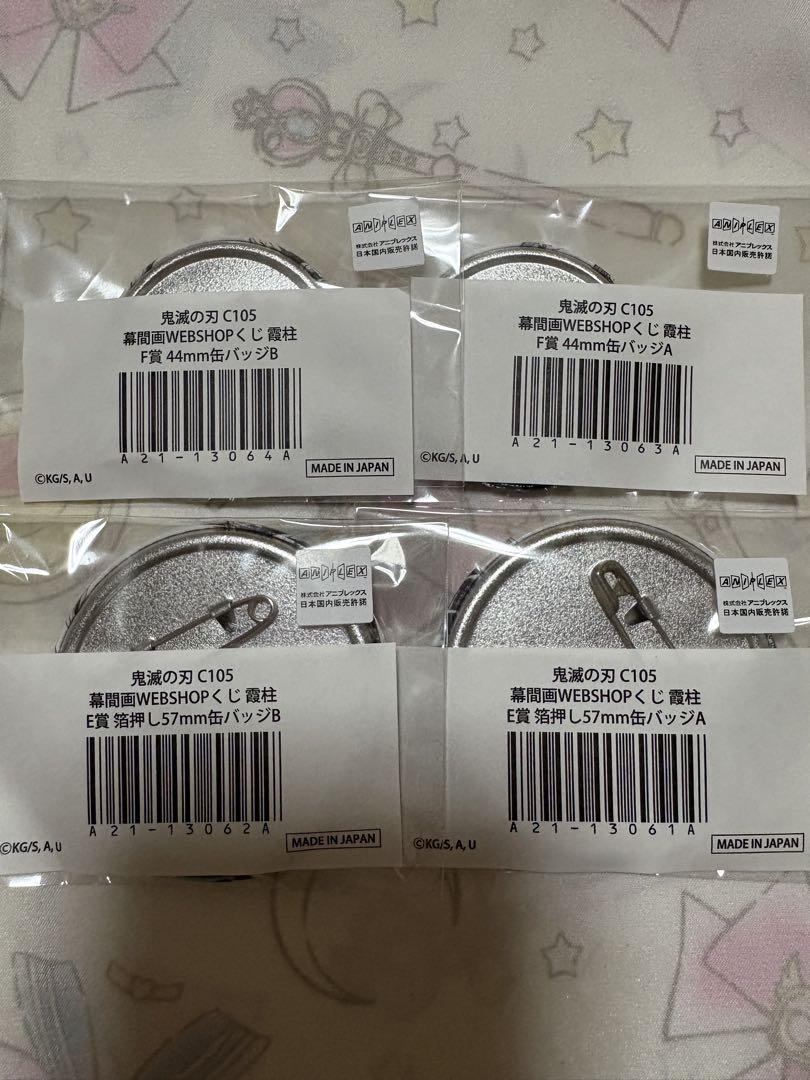 ANIPLEX
株式会社アニプレックス
日本国内販売許諾
鬼滅の刃 C105
幕間画WEBSHOPくじ 霞柱
F賞 44mm缶バッジB
A21-13064A
©KG/S, A, U
MADE IN JAPAN
ANIPLEX
株式会社アニプレックス
日本国内販売許諾
鬼滅の刃 C105
幕間画WEBSHOPくじ 霞柱
F賞 44mm缶バッジA
A21-13063A
©KG/S, A, U
MADE IN JAPAN
ANIPLEX
株式会社アニプレックス
日本国内販売許諾
鬼滅の刃 C105
幕間画WEBSHOPくじ 霞柱
E賞 箔押し57mm缶バッジB
A21-13062A
©KG/S, A, U
MADE IN JAPAN
ANIPLEX
株式会社アニプレックス
日本国内販売許諾
鬼滅の刃 C105
幕間画WEBSHOPくじ 霞柱
E賞 箔押し57mm缶バッジA
A21-13061A
©KG/S, A, U
MADE IN JAPAN